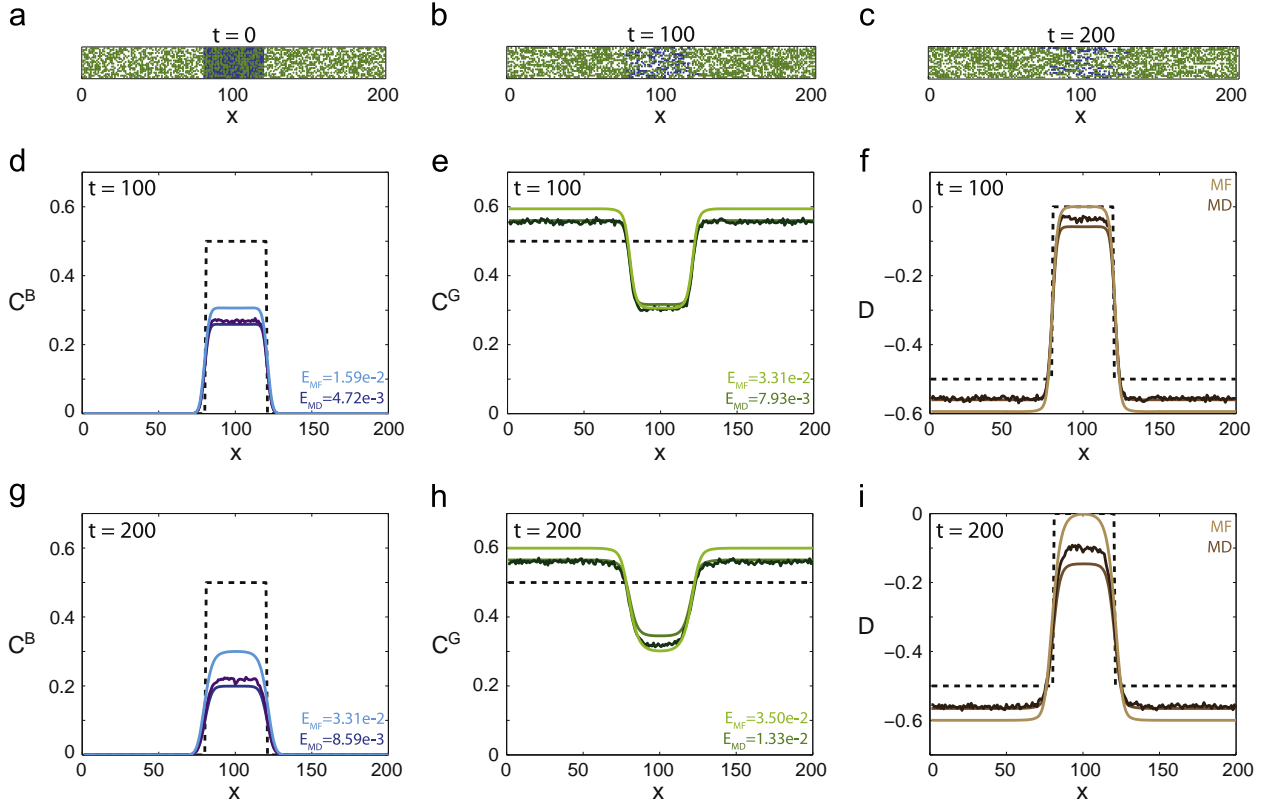 a
b
c
t = 0
t = 100
t = 200
0 100 200
0 100 200
0 100 200
x
x
x
d
e
f
t = 100
t = 100
t = 100
MF
MD
0.6
0.4
0.2
0
C^B
E_MF=1.59e-2
E_MD=4.72e-3
0 50 100 150 200
x
0.6
0.4
0.2
0
C^G
E_MF=3.31e-2
E_MD=7.93e-3
0 50 100 150 200
x
0
−0.2
−0.4
−0.6
D
0 50 100 150 200
x
g
h
i
t = 200
t = 200
t = 200
MF
MD
0.6
0.4
0.2
0
C^B
E_MF=3.31e-2
E_MD=8.59e-3
0 50 100 150 200
x
0.6
0.4
0.2
0
C^G
E_MF=3.50e-2
E_MD=1.33e-2
0 50 100 150 200
x
0
−0.2
−0.4
−0.6
D
0 50 100 150 200
x